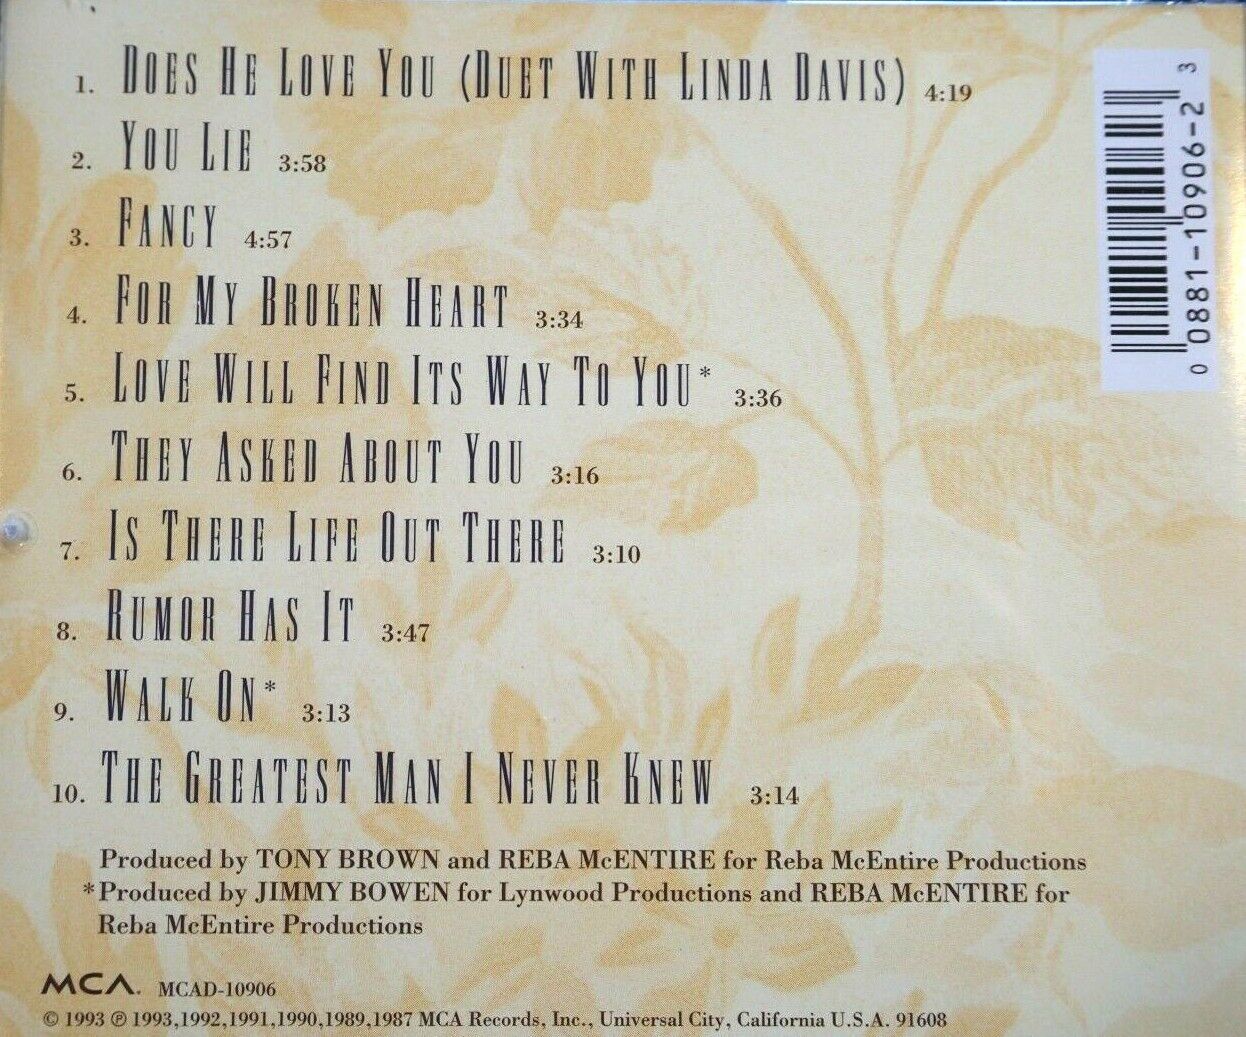 1. DOES HE LOVE YOU (DUET WITH LINDA DAVIS) 4:19
2. YOU LIE 3:58
3. FANCY 4:57
4. FOR MY BROKEN HEART 3:34
5. LOVE WILL FIND ITS WAY TO YOU* 3:36
6. THEY ASKED ABOUT YOU 3:16
7. IS THERE LIFE OUT THERE 3:10
8. RUMOR HAS IT 3:47
9. WALK ON* 3:13
10. THE GREATEST MAN I NEVER KNEW 3:14
Produced by TONY BROWN and REBA McENTIRE for Reba McEntire Productions
*Produced by JIMMY BOWEN for Lynwood Productions and REBA McENTIRE for
Reba McEntire Productions
MCA. MCAD-10906
© 1993 ℗ 1993,1992,1991,1990,1989,1987 MCA Records, Inc., Universal City, California U.S.A. 91608
0 0881-10906-2 3